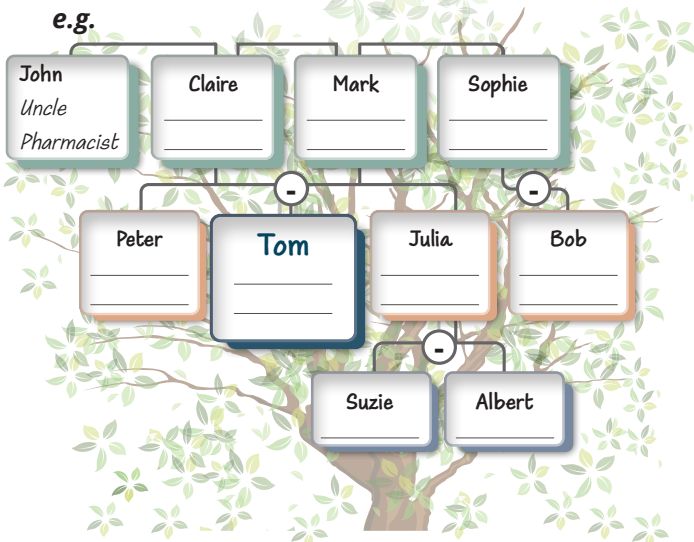 e.g.
John
Uncle
Pharmacist
Claire
Mark
Sophie
-
-
Peter
Tom
Julia
Bob
-
Suzie
Albert